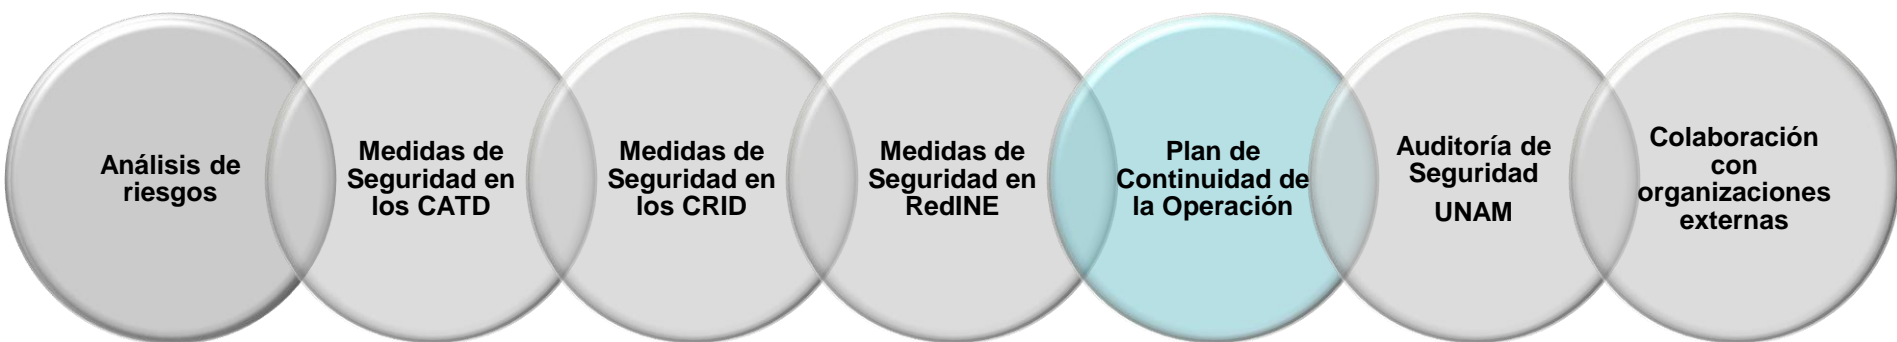 Análisis de
riesgos
Medidas de
Seguridad en
los CATD
Medidas de
Seguridad en
los CRID
Medidas de
Seguridad en
RedINE
Plan de
Continuidad de
la Operación
Auditoría de
Seguridad
UNAM
Colaboración
con
organizaciones
externas